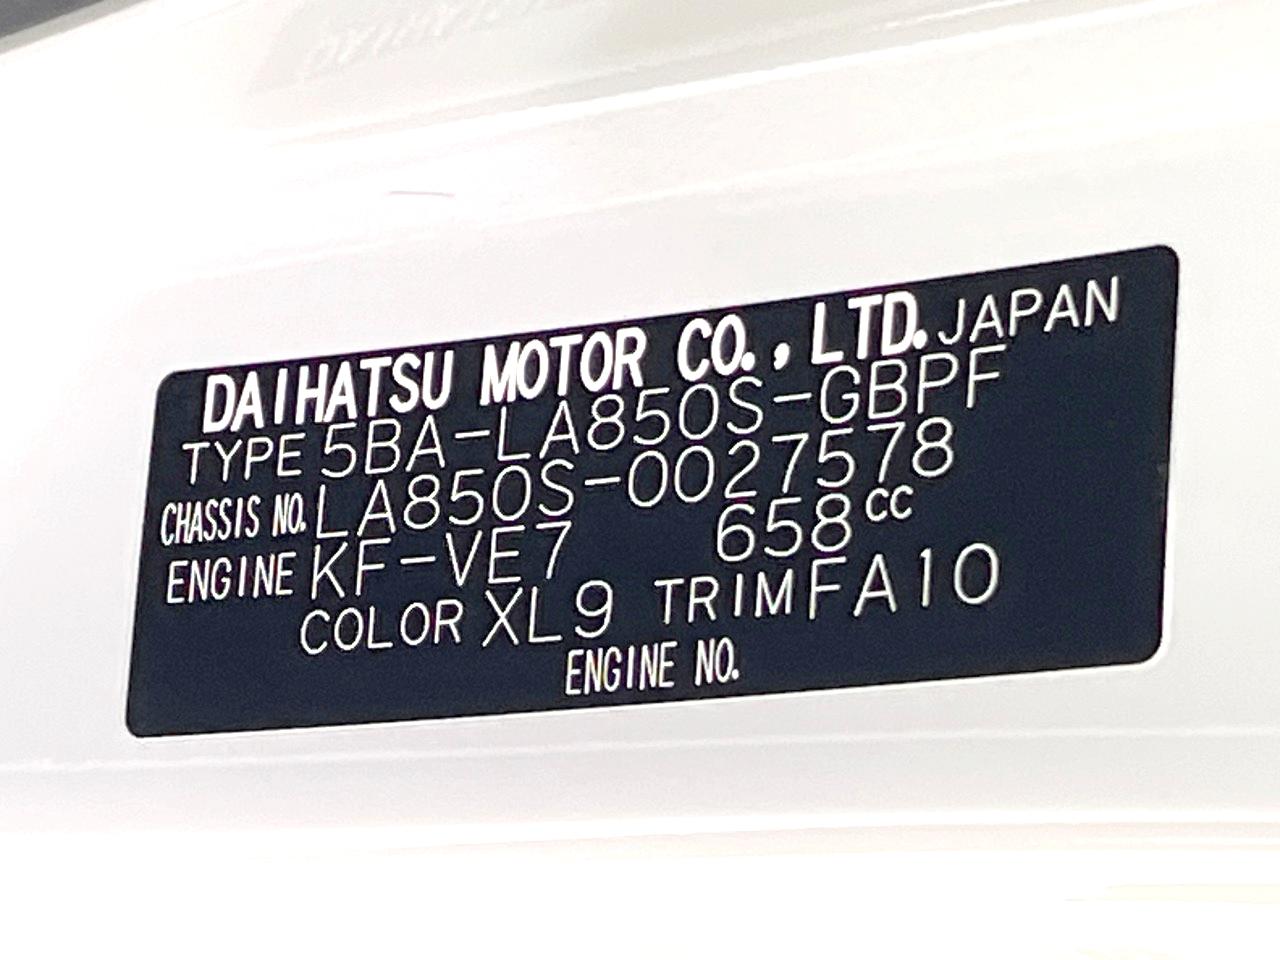 DAIHATSU MOTOR CO., LTD. JAPAN
TYPE 5BA-LA850S-GBPF
CHASSIS NO. LA850S-0027578
ENGINE KF-VE7 658cc
COLOR XL9 TRIM FA10
ENGINE NO.